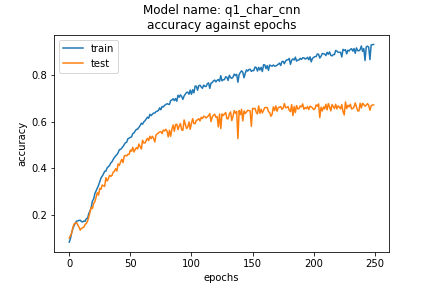 Model name: q1_char_cnn
accuracy against epochs
train
test
0.8
0.6
0.4
0.2
accuracy
0 50 100 150 200 250
epochs